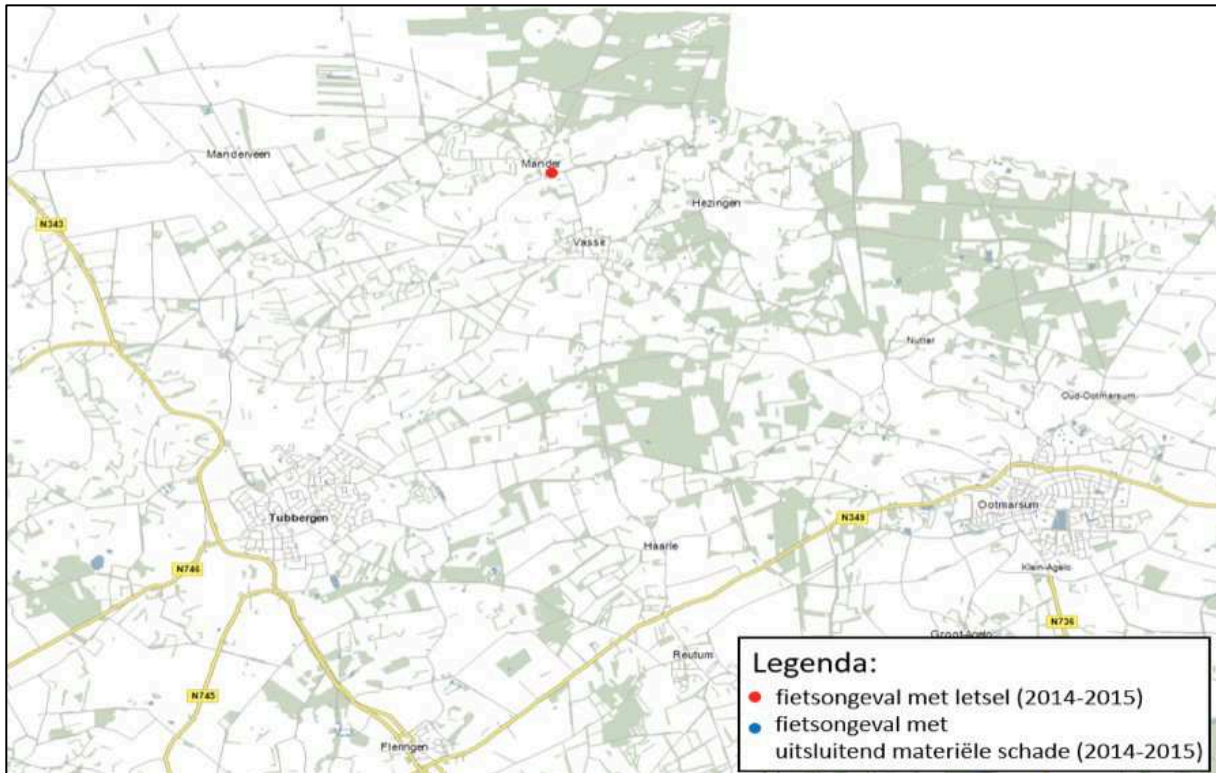 Manderveen
Mander
Hezingen
N343
Vasse
Nutter
Oud-Ootmarsum
Tubbergen
Ootmarsum
N349
Haarle
N746
Klein-Agelo
N736
Groot-Agelo
Reutum
N745
Fleringen
Legenda:
fietsongeval met letsel (2014-2015)
fietsongeval met
uitsluitend materiële schade (2014-2015)